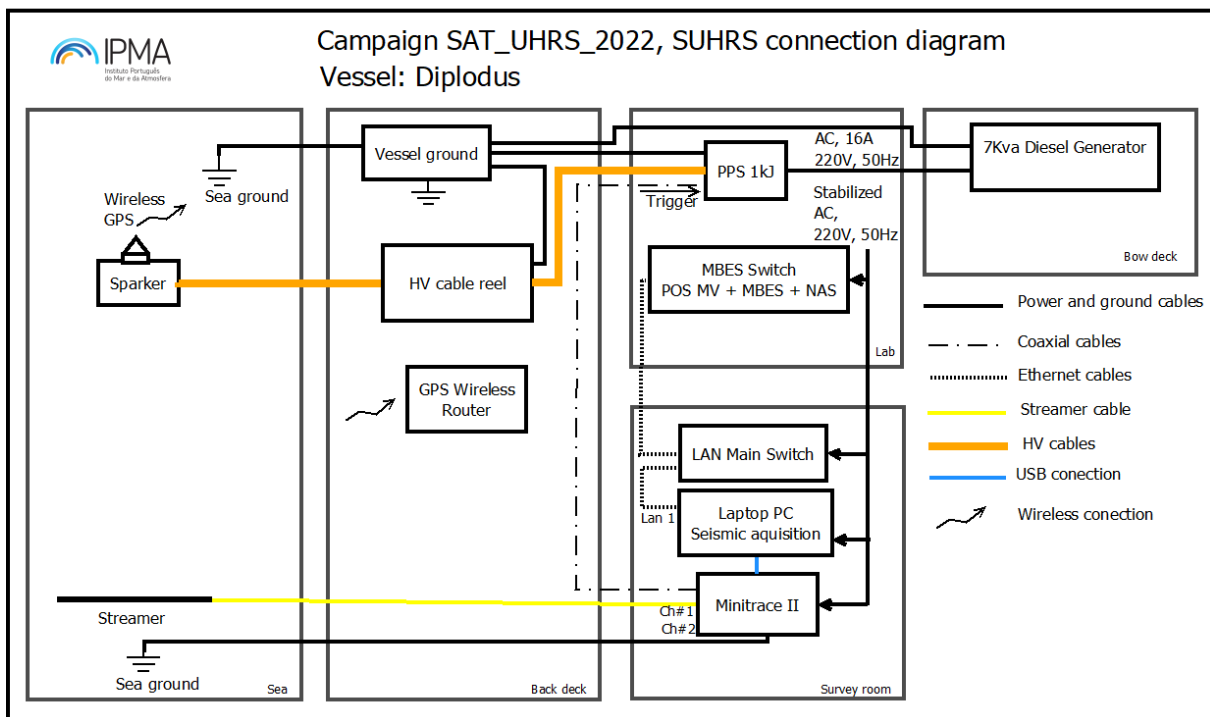 IPMA
Instituto Português
do Mar e da Atmosfera
Campaign SAT_UHRS_2022, SUHRS connection diagram
Vessel: Diplodus
Vessel ground
Sea ground
Wireless
GPS
Sparker
HV cable reel
GPS Wireless
Router
PPS 1kJ
Trigger
AC, 16A
220V, 50Hz
Stabilized
AC,
220V, 50Hz
7Kva Diesel Generator
Bow deck
MBES Switch
POS MV + MBES + NAS
Lab
Power and ground cables
Coaxial cables
Ethernet cables
Streamer cable
HV cables
USB conection
Wireless conection
LAN Main Switch
Lan 1
Laptop PC
Seismic aquisition
Minitrace II
Ch#1
Ch#2
Streamer
Sea ground
Sea
Back deck
Survey room